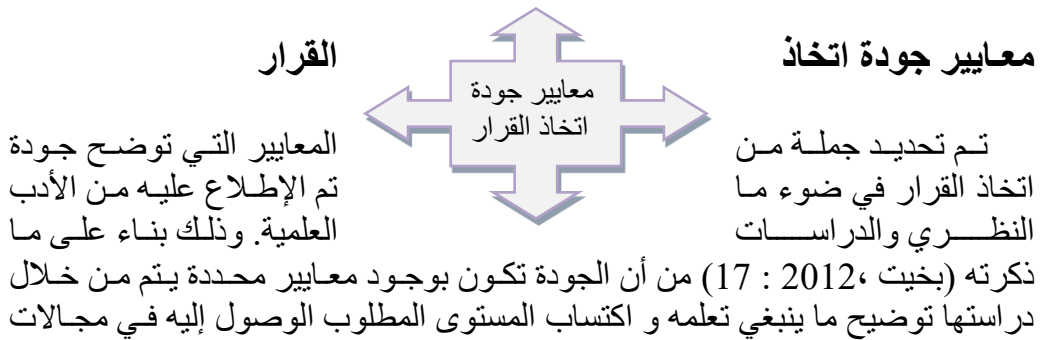 معايير جودة اتخاذ القرار
معايير جودة
اتخاذ القرار
تم تحديد جملة من المعايير التي توضح جودة
اتخاذ القرار في ضوء ما تم الإطلاع عليه من الأدب
النظري والدراسات العلمية. وذلك بناء على ما
ذكرته (بخيت ،2012 : 17) من أن الجودة تكون بوجود معايير محددة يتم من خلال
دراستها توضيح ما ينبغي تعلمه و اكتساب المستوى المطلوب الوصول إليه في مجالات